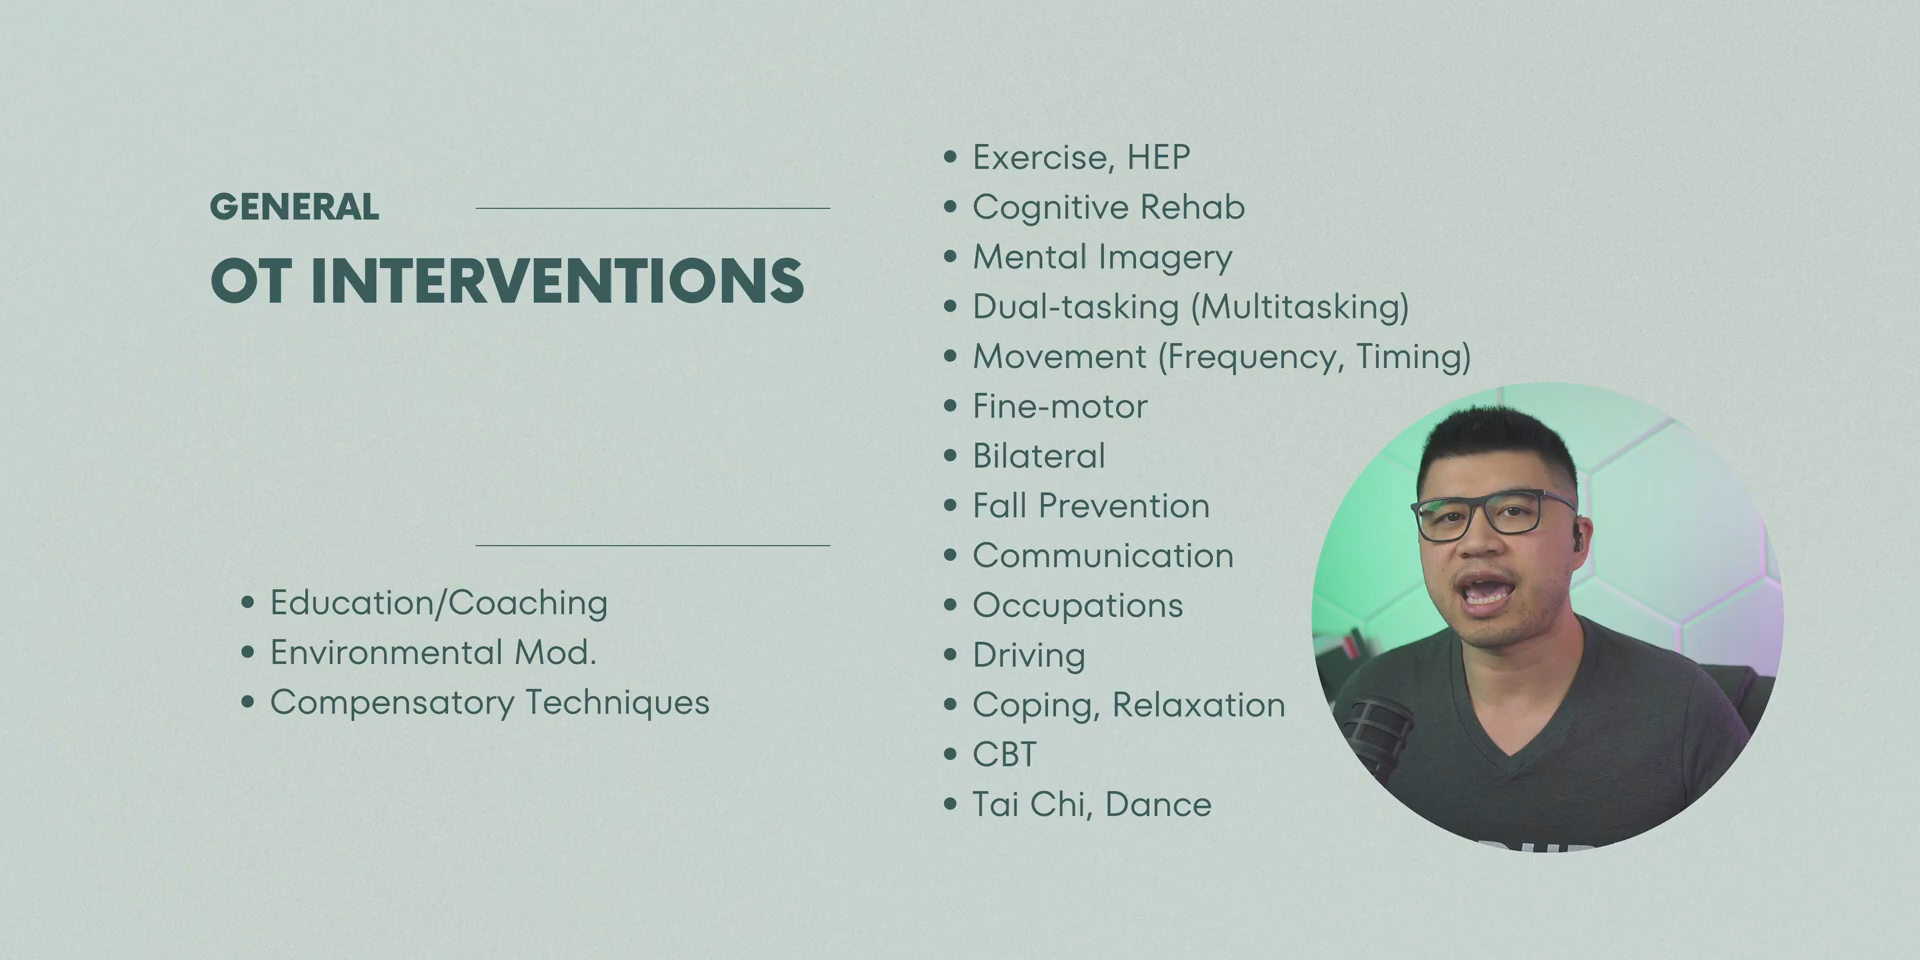 GENERAL
OT INTERVENTIONS
• Education/Coaching
• Environmental Mod.
• Compensatory Techniques
• Exercise, HEP
• Cognitive Rehab
• Mental Imagery
• Dual-tasking (Multitasking)
• Movement (Frequency, Timing)
• Fine-motor
• Bilateral
• Fall Prevention
• Communication
• Occupations
• Driving
• Coping, Relaxation
• CBT
• Tai Chi, Dance